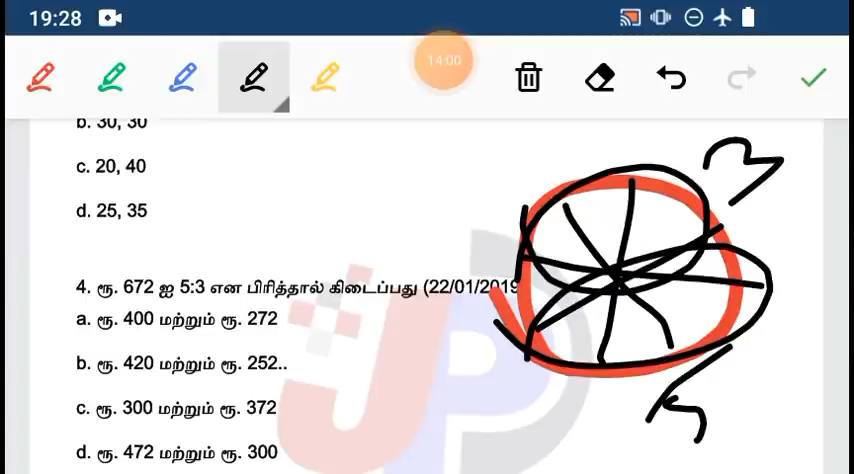 19:28
14:00
b. 30, 30
c. 20, 40
d. 25, 35
3
4. ரூ. 672 ஐ 5:3 என பிரித்தால் கிடைப்பது (22/01/2019
a. ரூ. 400 மற்றும் ரூ. 272
b. ரூ. 420 மற்றும் ரூ. 252..
c. ரூ. 300 மற்றும் ரூ. 372
5
d. ரூ. 472 மற்றும் ரூ. 300